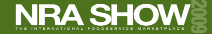 NRA SHOW 2009
THE INTERNATIONAL FOODSERVICE MARKETPLACE